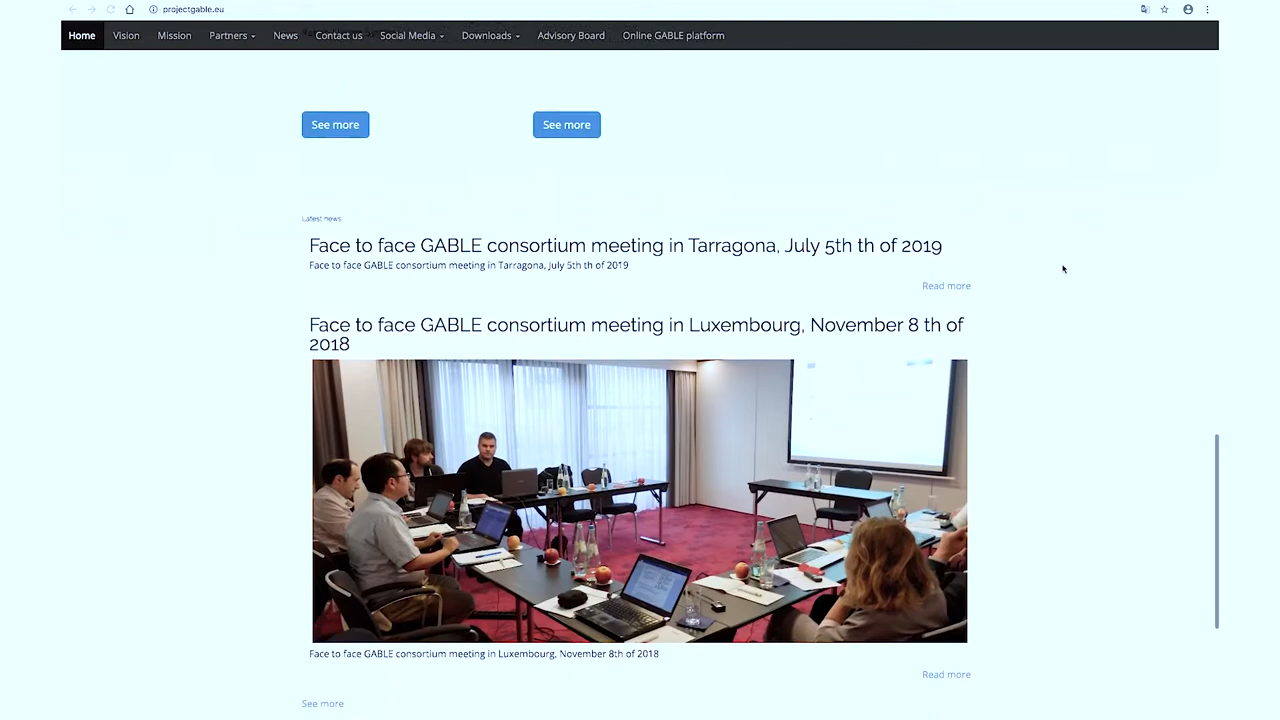 projectgable.eu
Home Vision Mission Partners News Contact us Social Media Downloads Advisory Board Online GABLE platform
See more See more
Latest news
Face to face GABLE consortium meeting in Tarragona, July 5th th of 2019
Face to face GABLE consortium meeting in Tarragona, July 5th th of 2019
Read more
Face to face GABLE consortium meeting in Luxembourg, November 8 th of
2018
Face to face GABLE consortium meeting in Luxembourg, November 8th of 2018
Read more
See more